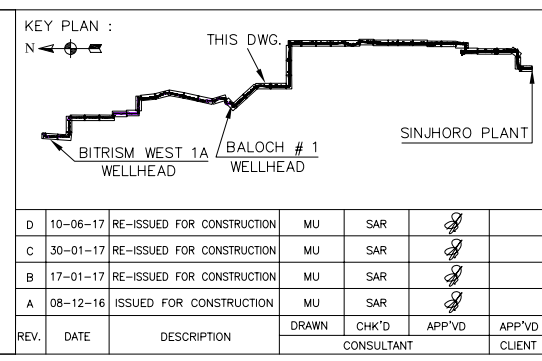 KEY PLAN :
N
THIS DWG.
SINJHORO PLANT
BITRISM WEST 1A
WELLHEAD
BALOCH # 1
WELLHEAD
D 10-06-17 RE-ISSUED FOR CONSTRUCTION MU SAR
C 30-01-17 RE-ISSUED FOR CONSTRUCTION MU SAR
B 17-01-17 RE-ISSUED FOR CONSTRUCTION MU SAR
A 08-12-16 ISSUED FOR CONSTRUCTION MU SAR
REV. DATE DESCRIPTION DRAWN CHK'D APP'VD APP'VD
CONSULTANT CLIENT